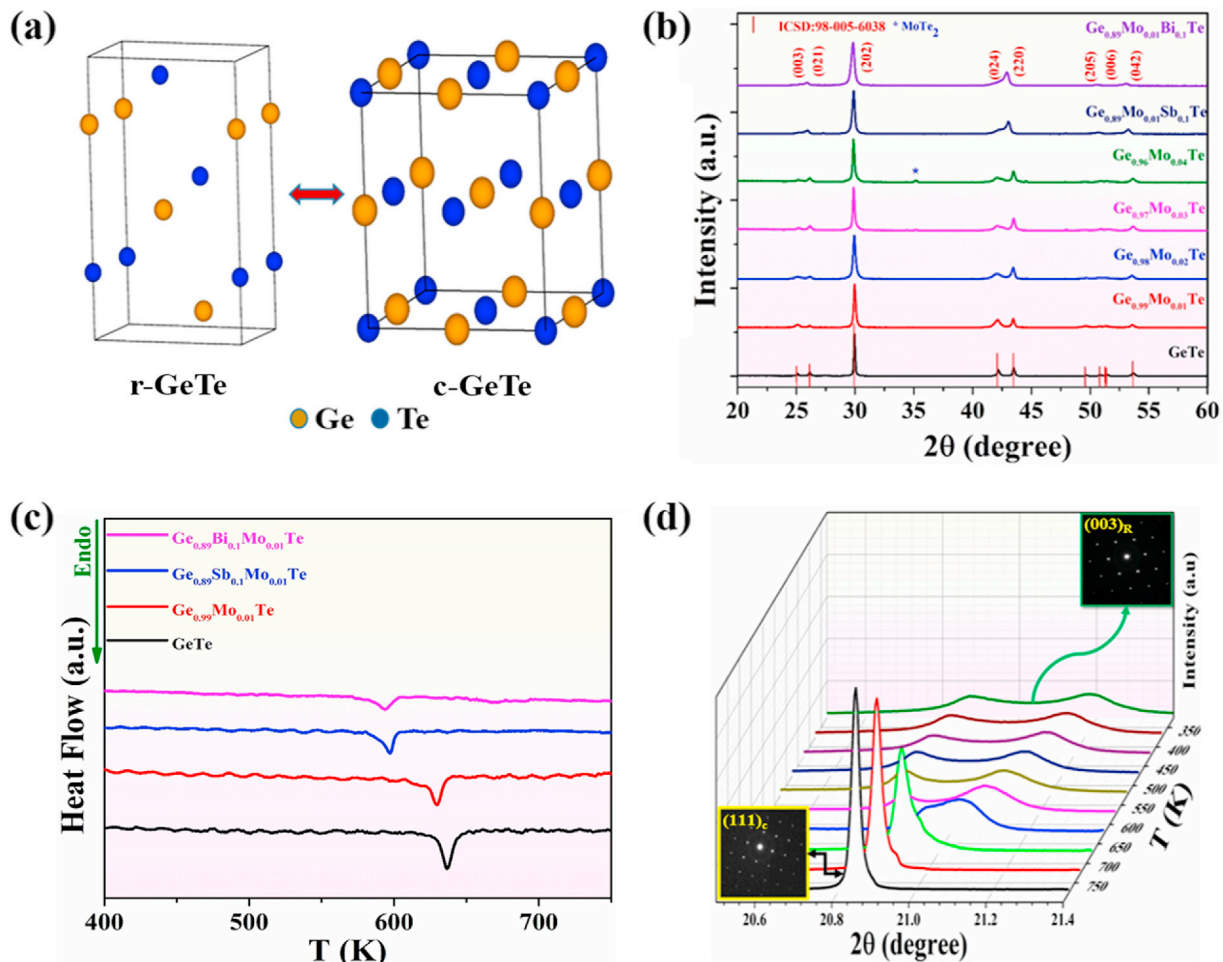 (a)
r-GeTe
c-GeTe
Ge
Te
(b)
ICSD:98-005-6038 * MoTe₂
Ge₀.₈₉Mo₀.₀₁Bi₀.₁Te
(003)
(021)
(202)
(024)
(220)
(205)
(006)
(042)
Ge₀.₈₉Mo₀.₀₁Sb₀.₁Te
Ge₀.₉₆Mo₀.₀₄Te
*
Ge₀.₉₇Mo₀.₀₃Te
Ge₀.₉₈Mo₀.₀₂Te
Ge₀.₉₉Mo₀.₀₁Te
GeTe
Intensity (a.u.)
20 25 30 35 40 45 50 55 60
2θ (degree)
(c)
Endo
Ge₀.₈₉Bi₀.₁Mo₀.₀₁Te
Ge₀.₈₉Sb₀.₁Mo₀.₀₁Te
Ge₀.₉₉Mo₀.₀₁Te
GeTe
Heat Flow (a.u.)
400 500 600 700
T (K)
(d)
(003)R
Intensity (a.u)
350
400
450
500
550
600
650
700
750
T (K)
(111)c
20.6 20.8 21.0 21.2 21.4
2θ (degree)